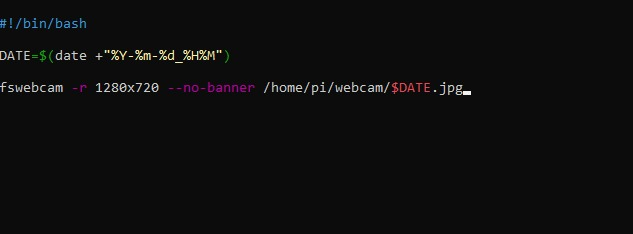 #!/bin/bash
DATE=$(date +"%Y-%m-%d_%H%M")
fswebcam -r 1280x720 --no-banner /home/pi/webcam/$DATE.jpg